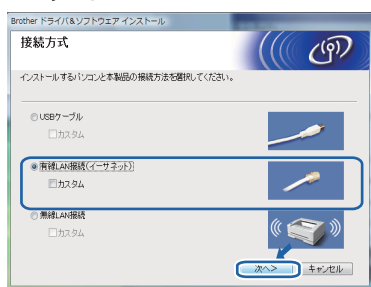 Brother ドライバ&ソフトウェア インストール
接続方式
インストールするパソコンと本製品の接続方法を選択してください。
USBケーブル
カスタム
有線LAN接続(イーサネット)
カスタム
無線LAN接続
カスタム
次へ>
キャンセル